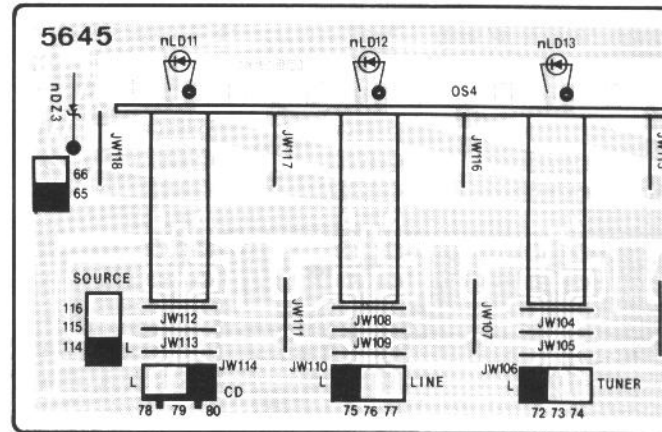 5645
nLD11
nLD12
nLD13
OS4
nDZ3
JW118
JW117
JW116
66
65
SOURCE
116
115
114
L
JW112
JW113
JW114
L
CD
78 79 80
JW111
JW108
JW109
JW110
L
LINE
75 76 77
JW107
JW104
JW105
JW106
L
TUNER
72 73 74